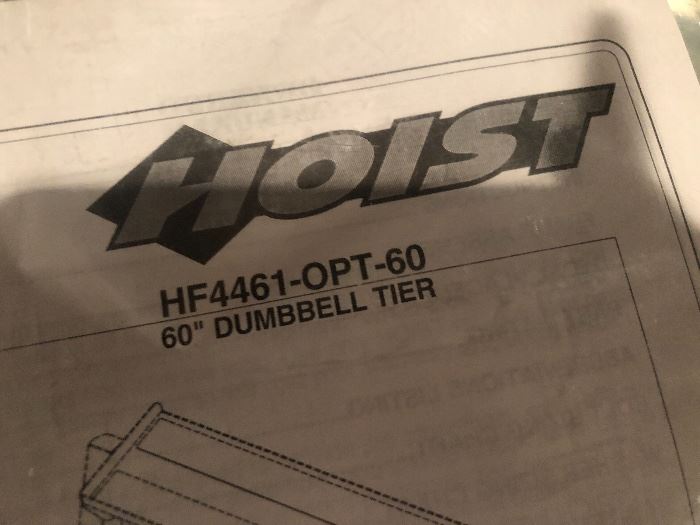 HOIST
HF4461-OPT-60
60" DUMBBELL TIER